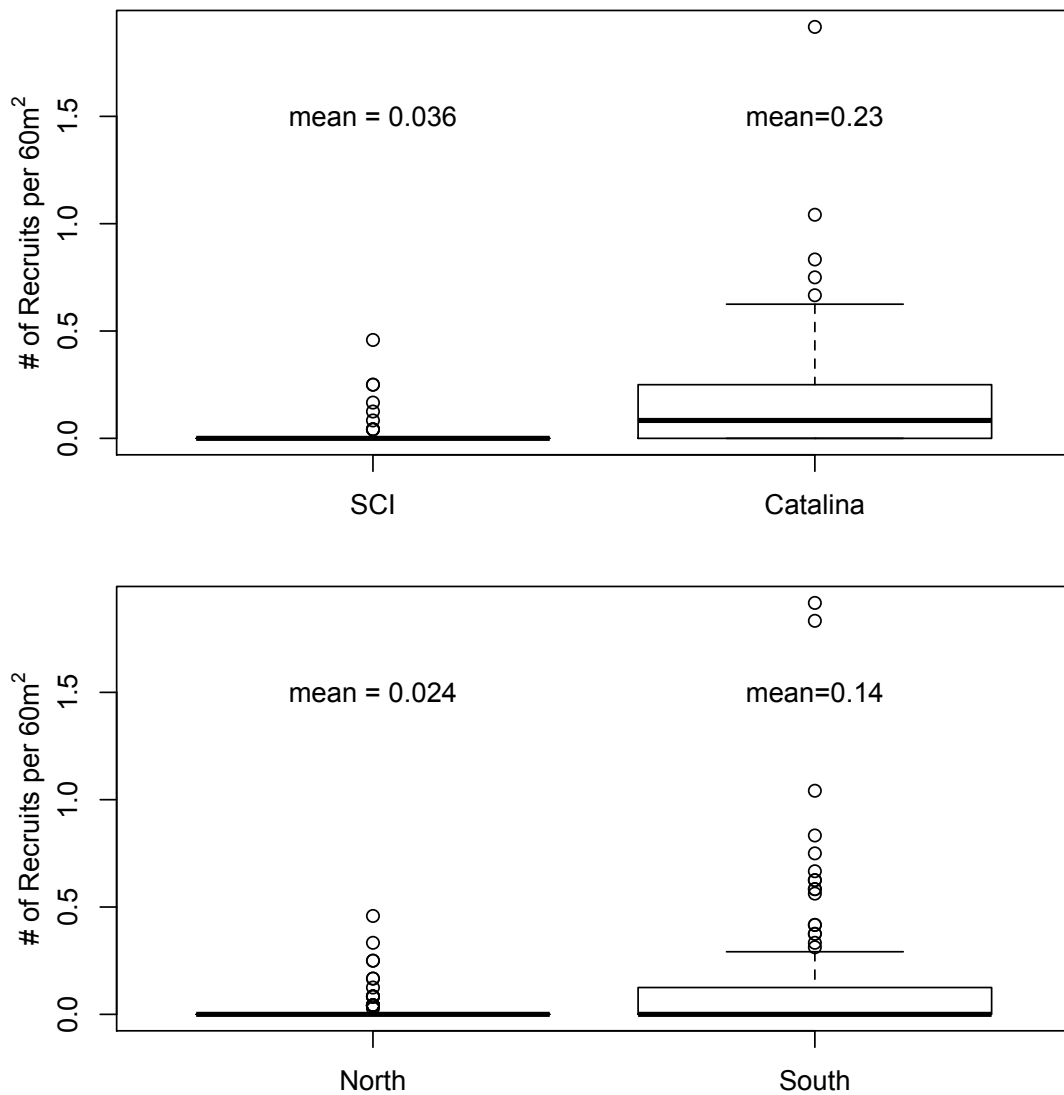 # of Recruits per 60m²
1.5
1.0
0.5
0.0
mean = 0.036
mean=0.23
SCI
Catalina
# of Recruits per 60m²
1.5
1.0
0.5
0.0
mean = 0.024
mean=0.14
North
South